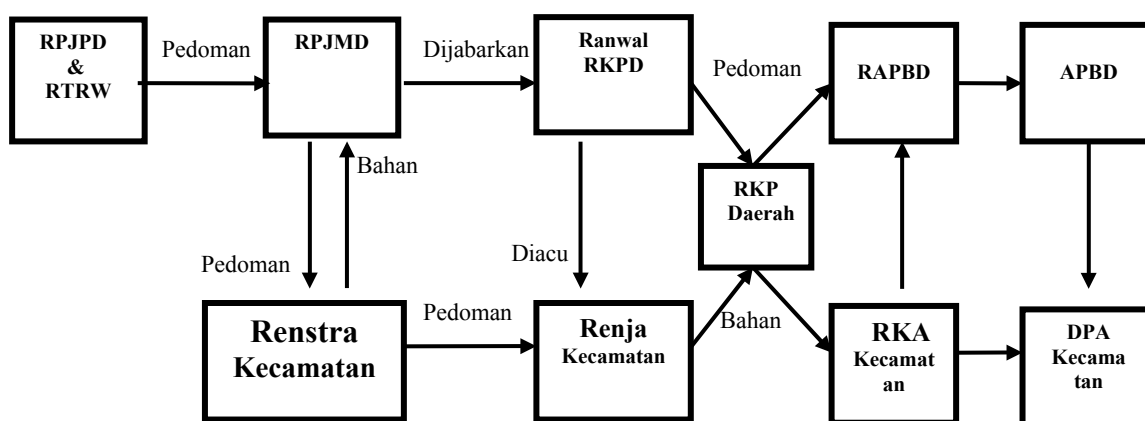 RPJPD
&
RTRW
Pedoman
RPJMD
Dijabarkan
Ranwal
RKPD
Pedoman
RAPBD
APBD
Bahan
RKP
Daerah
Pedoman
Diacu
Renstra
Kecamatan
Pedoman
Renja
Kecamatan
Bahan
RKA
Kecamat
an
DPA
Kecama
tan